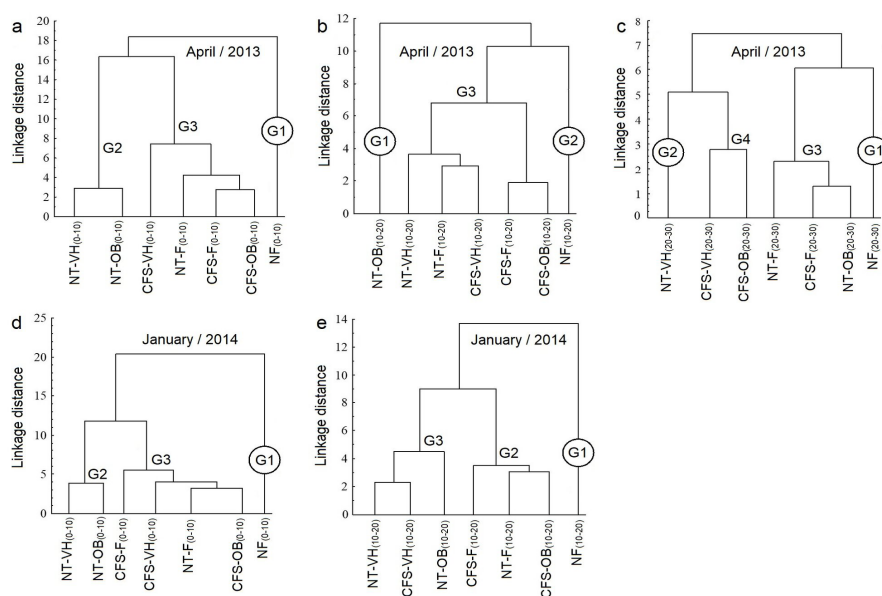 a
April / 2013
Linkage distance
20
18
16
14
12
10
8
6
4
2
0
G1
G2
G3
NT-VH(0-10)
NT-OB(0-10)
CFS-VH(0-10)
NT-F(0-10)
CFS-F(0-10)
CFS-OB(0-10)
NF(0-10)
b
April / 2013
Linkage distance
12
10
8
6
4
2
0
G3
G1
G2
NT-OB(10-20)
NT-VH(10-20)
NT-F(10-20)
CFS-VH(10-20)
CFS-F(10-20)
CFS-OB(10-20)
NF(10-20)
c
April / 2013
Linkage distance
8
7
6
5
4
3
2
1
0
G2
G4
G3
G1
NT-VH(20-30)
CFS-VH(20-30)
CFS-OB(20-30)
NT-F(20-30)
CFS-F(20-30)
NT-OB(20-30)
NF(20-30)
d
January / 2014
Linkage distance
25
20
15
10
5
0
G2
G3
G1
NT-VH(0-10)
NT-OB(0-10)
CFS-F(0-10)
CFS-VH(0-10)
NT-F(0-10)
CFS-OB(0-10)
NF(0-10)
e
January / 2014
Linkage distance
14
12
10
8
6
4
2
0
G3
G2
G1
NT-VH(10-20)
CFS-VH(10-20)
NT-OB(10-20)
CFS-F(10-20)
NT-F(10-20)
CFS-OB(10-20)
NF(10-20)